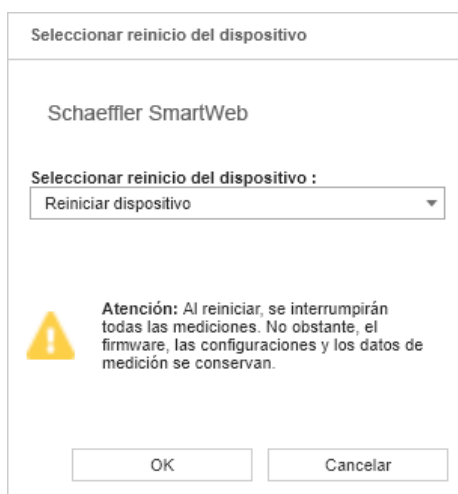 Seleccionar reinicio del dispositivo
Schaeffler SmartWeb
Seleccionar reinicio del dispositivo :
Reiniciar dispositivo
Atención: Al reiniciar, se interrumpirán
todas las mediciones. No obstante, el
firmware, las configuraciones y los datos de
medición se conservan.
OK
Cancelar